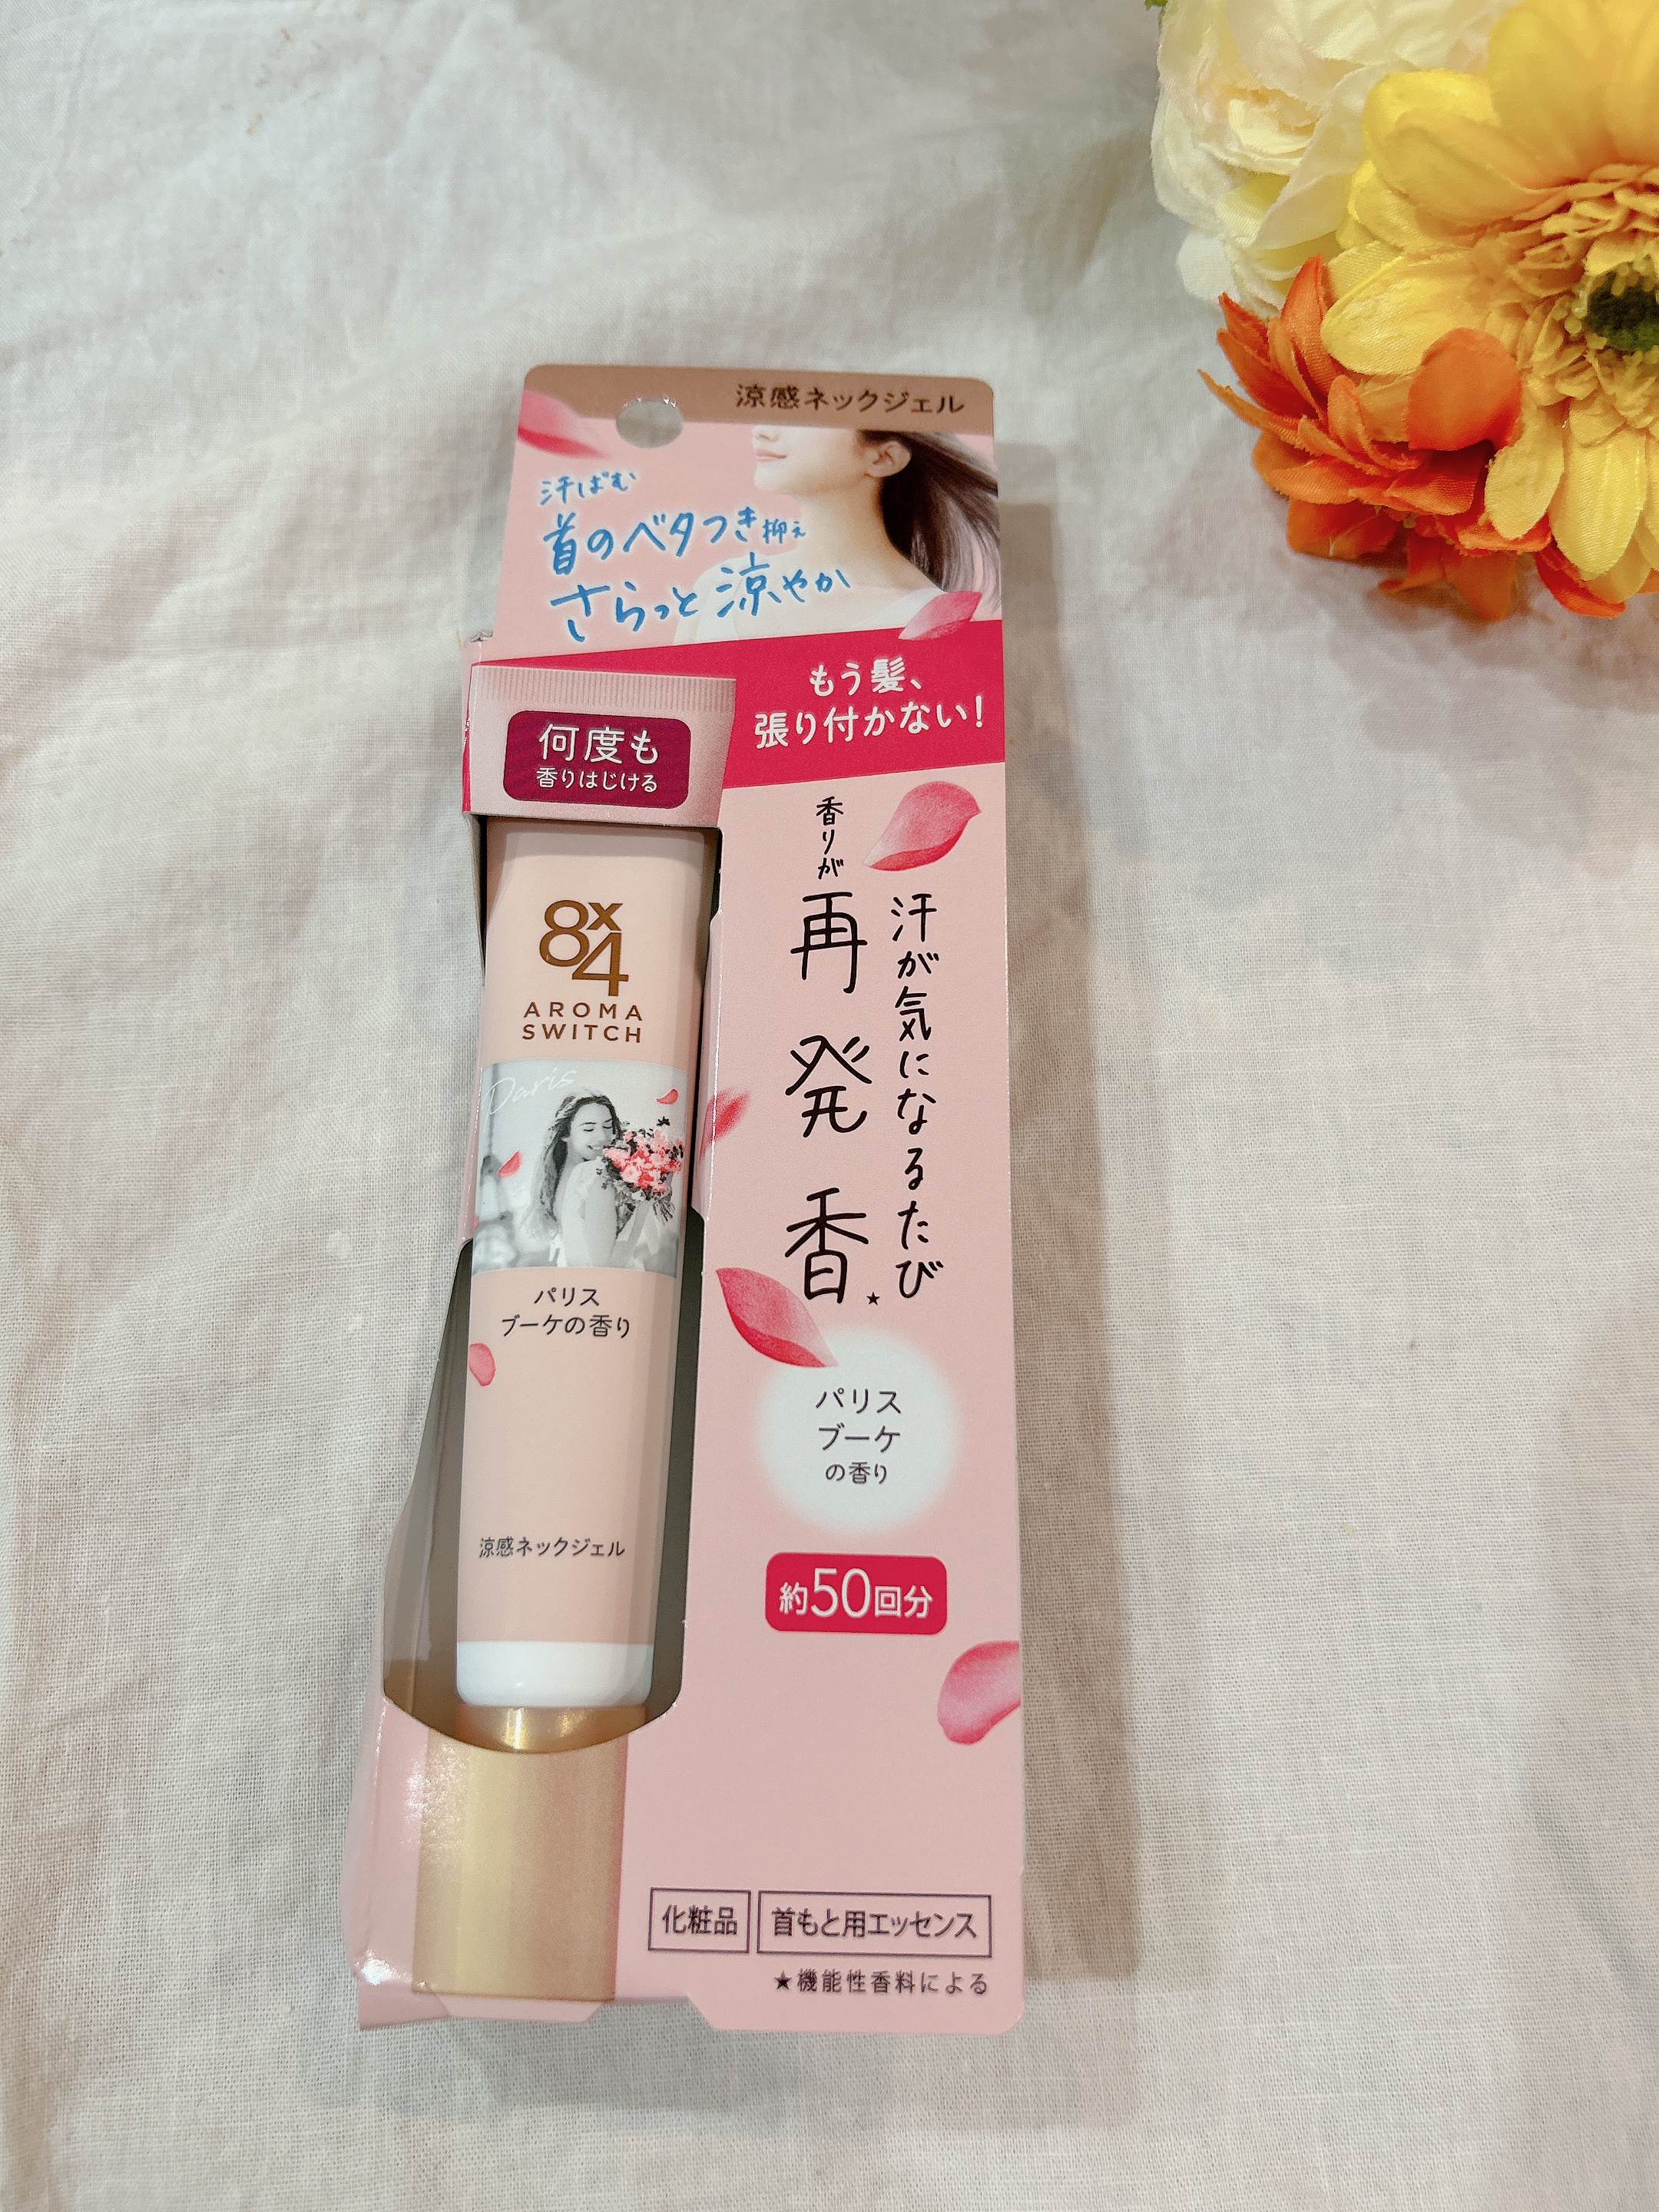 涼感ネックジェル
汗ばむ
首のベタつき抑え
さらっと涼やか
もう髪、
張り付かない!
何度も
香りはじける
8x4
AROMA
SWITCH
Paris
パリス
ブーケの香り
涼感ネックジェル
汗が気になるたび
香りが再発香★
パリス
ブーケ
の香り
約50回分
化粧品 首もと用エッセンス
★機能性香料による